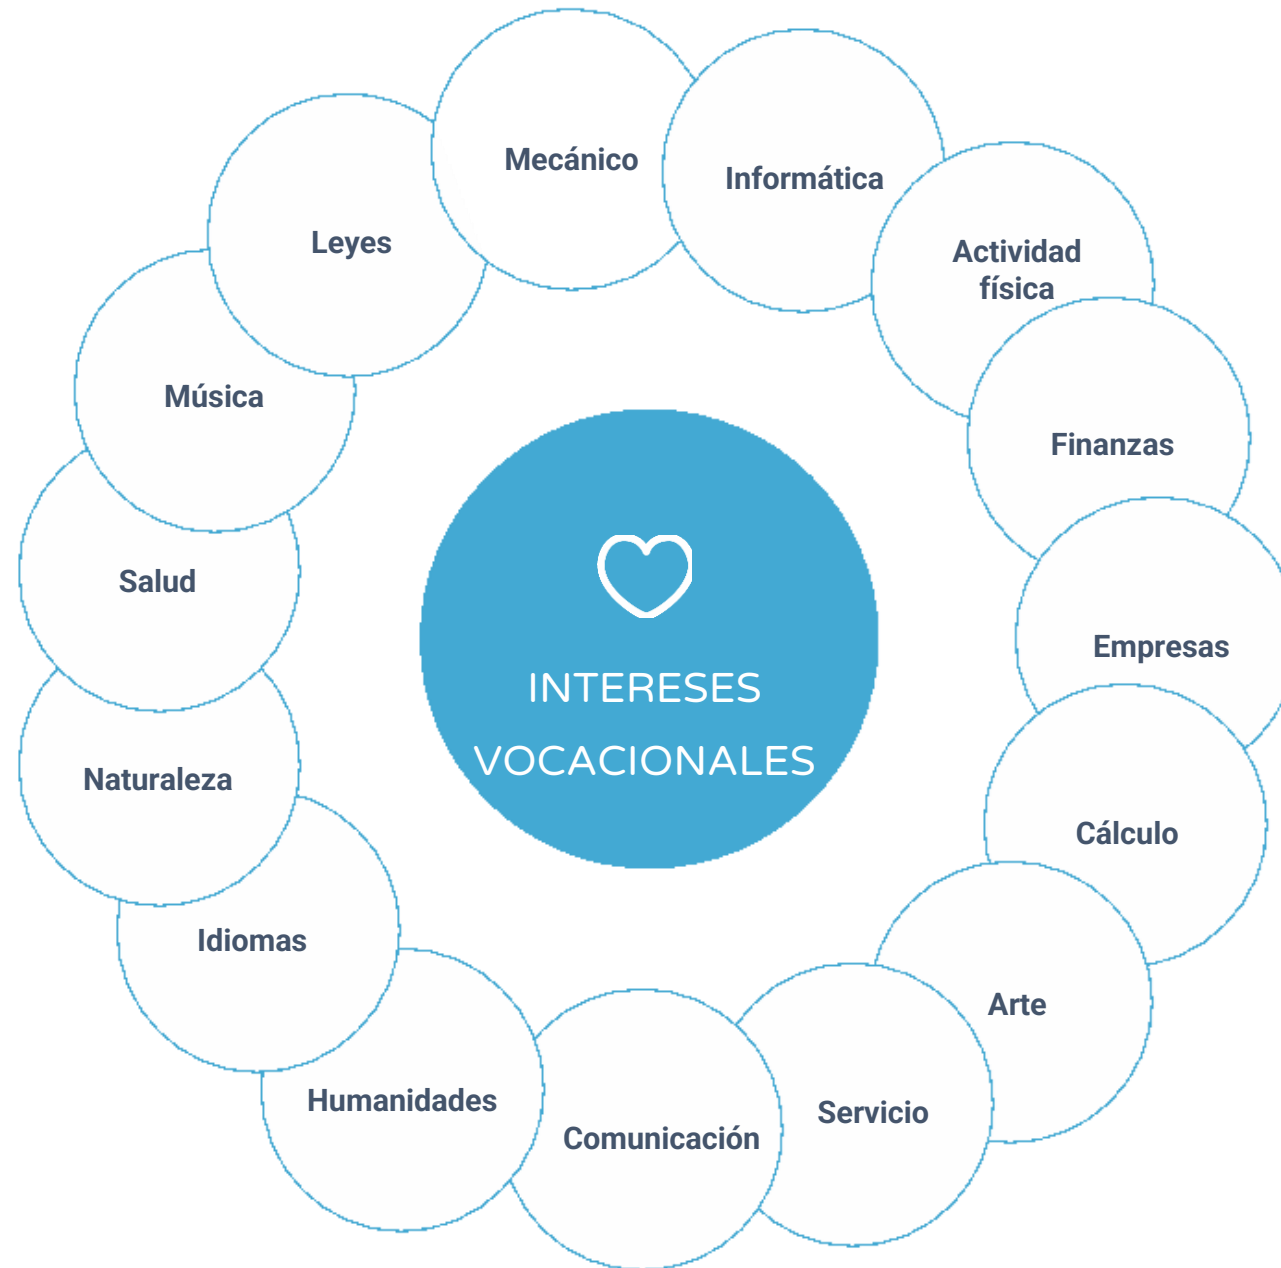 Mecánico
Informática
Actividad
física
Finanzas
Empresas
Cálculo
Arte
Servicio
Comunicación
Humanidades
Idiomas
Naturaleza
Salud
Música
Leyes
INTERESES
VOCACIONALES